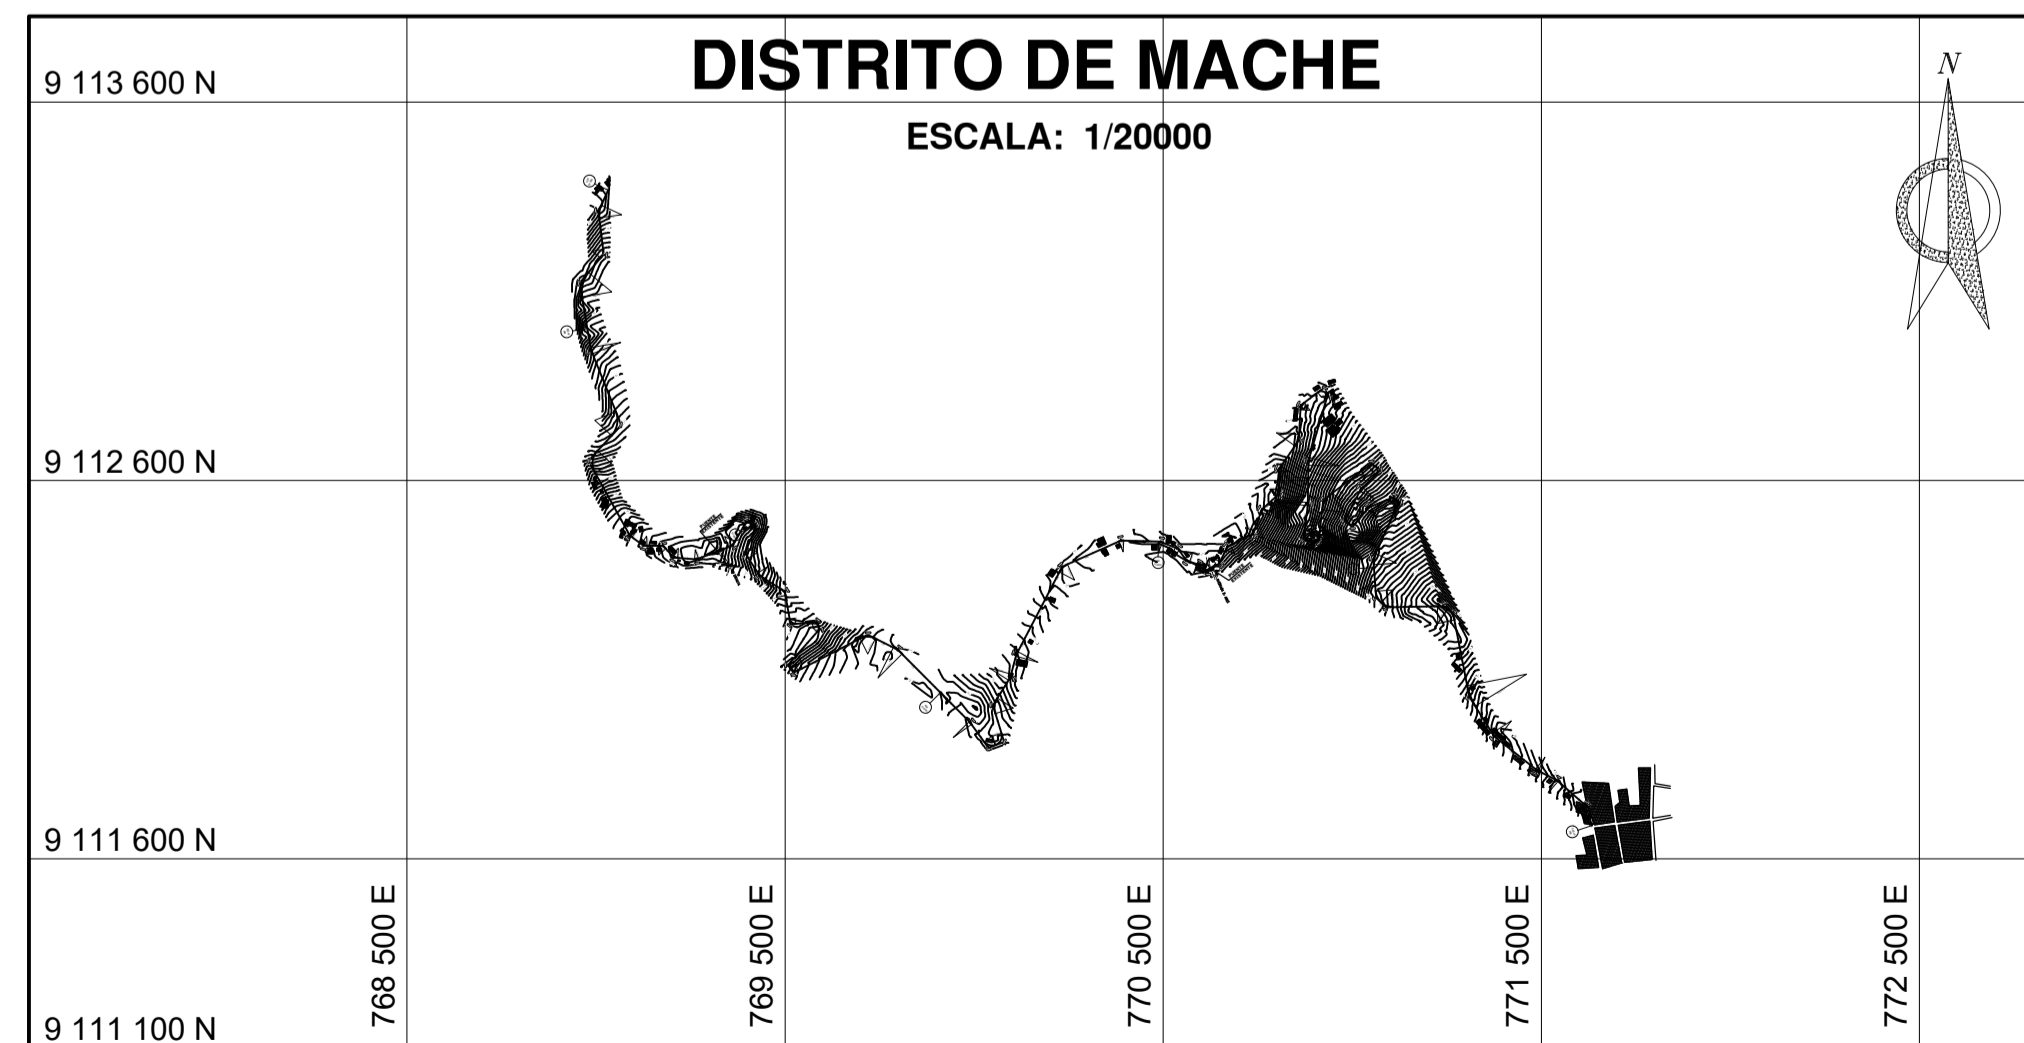 DISTRITO DE MACHE
9 113 600 N
N
ESCALA: 1/20000
9 112 600 N
9 111 600 N
768 500 E
769 500 E
770 500 E
771 500 E
772 500 E
9 111 100 N